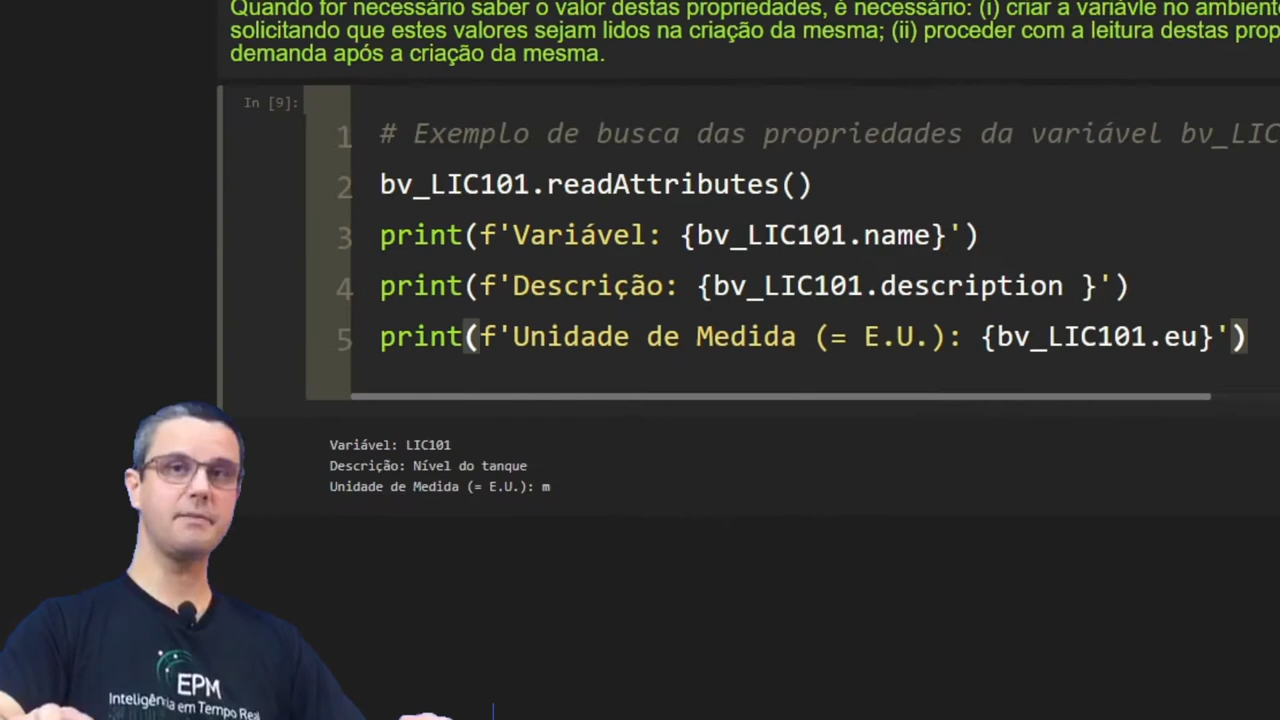 Quando for necessário saber o valor destas propriedades, é necessário: (i) criar a variávle no ambient
solicitando que estes valores sejam lidos na criação da mesma; (ii) proceder com a leitura destas prop
demanda após a criação da mesma.
In [9]:
1 # Exemplo de busca das propriedades da variável bv_LIC
2 bv_LIC101.readAttributes()
3 print(f'Variável: {bv_LIC101.name}')
4 print(f'Descrição: {bv_LIC101.description }')
5 print(f'Unidade de Medida (= E.U.): {bv_LIC101.eu}')
Variável: LIC101
Descrição: Nível do tanque
Unidade de Medida (= E.U.): m
EPM
Inteligência em Tempo Real